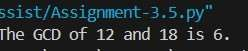 ssist/Assignment-3.5.py"
The GCD of 12 and 18 is 6.